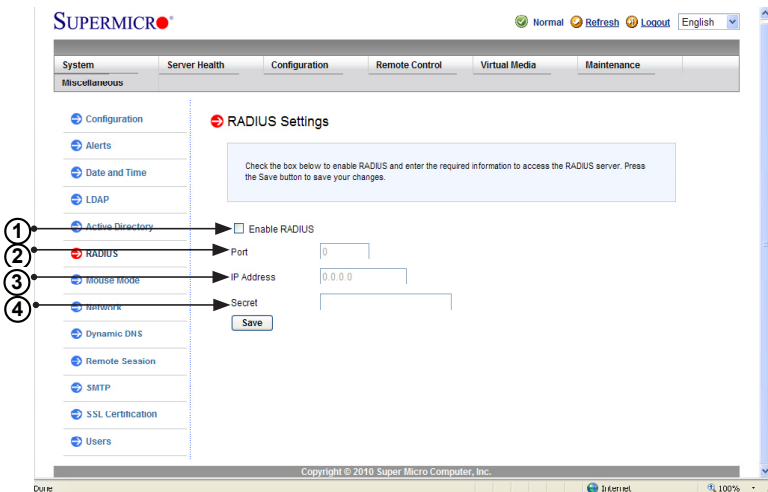 SUPERMICR
Normal Refresh Logout English
System Server Health Configuration Remote Control Virtual Media Maintenance
Miscellaneous
Configuration
Alerts
Date and Time
LDAP
Active Directory
RADIUS
Mouse Mode
Network
Dynamic DNS
Remote Session
SMTP
SSL Certification
Users
RADIUS Settings
Check the box below to enable RADIUS and enter the required information to access the RADIUS server. Press
the Save button to save your changes.
1 Enable RADIUS
2 Port 0
3 IP Address 0.0.0.0
4 Secret
Save
Copyright © 2010 Super Micro Computer, Inc.
Done Internet 100%